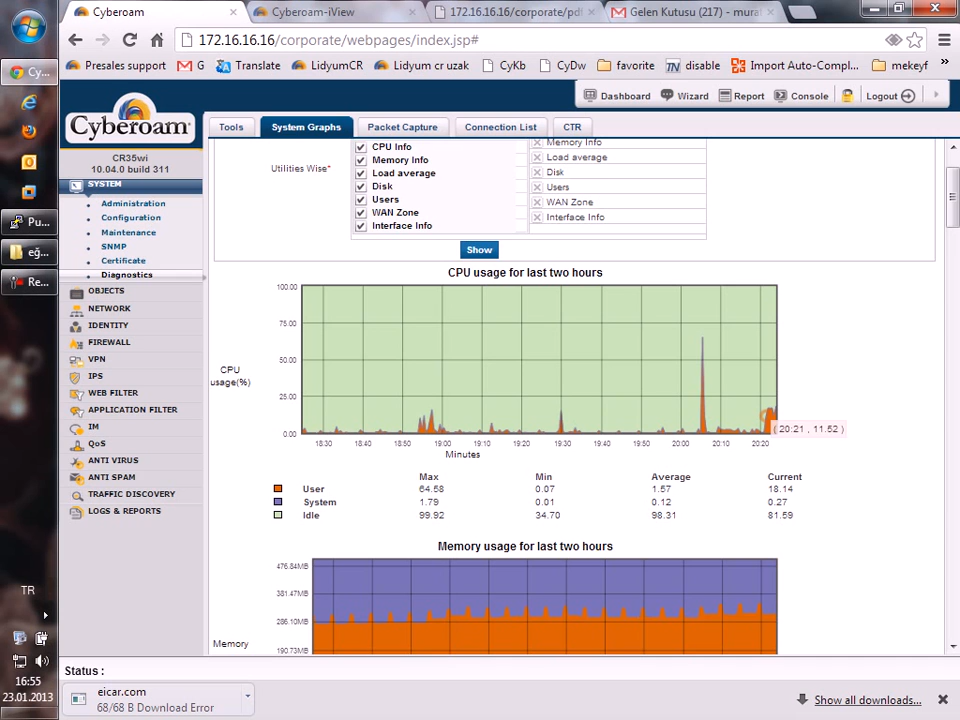 Cyberoam
Cyberoam-iView
172.16.16.16/corporate/pdf
Gelen Kutusu (217) - mura
172.16.16.16/corporate/webpages/index.jsp#
Presales support
G
Translate
LidyumCR
Lidyum cr uzak
CyKb
CyDw
favorite
TN disable
Import Auto-Compl...
mekeyf
»
Cy...
Pu...
eğ...
Re...
TR
16:55
23.01.2013
Cyberoam
CR35wi
10.04.0 build 311
Dashboard
Wizard
Report
Console
Logout
Tools
System Graphs
Packet Capture
Connection List
CTR
SYSTEM
Administration
Configuration
Maintenance
SNMP
Certificate
Diagnostics
OBJECTS
NETWORK
IDENTITY
FIREWALL
VPN
IPS
WEB FILTER
APPLICATION FILTER
IM
QoS
ANTI VIRUS
ANTI SPAM
TRAFFIC DISCOVERY
LOGS & REPORTS
Utilities Wise*
CPU Info
Memory Info
Load average
Disk
Users
WAN Zone
Interface Info
Memory Info
Load average
Disk
Users
WAN Zone
Interface Info
Show
CPU usage for last two hours
100.00
75.00
50.00
25.00
0.00
CPU
usage(%)
18:30 18:40 18:50 19:00 19:10 19:20 19:30 19:40 19:50 20:00 20:10 20:20
Minutes
( 20:21 , 11.52 )
Max Min Average Current
User 64.58 0.07 1.57 18.14
System 1.79 0.01 0.12 0.27
Idle 99.92 34.70 98.31 81.59
Memory usage for last two hours
476.84MB
381.47MB
286.10MB
190.73MB
Memory
Status :
eicar.com
68/68 B Download Error
Show all downloads...